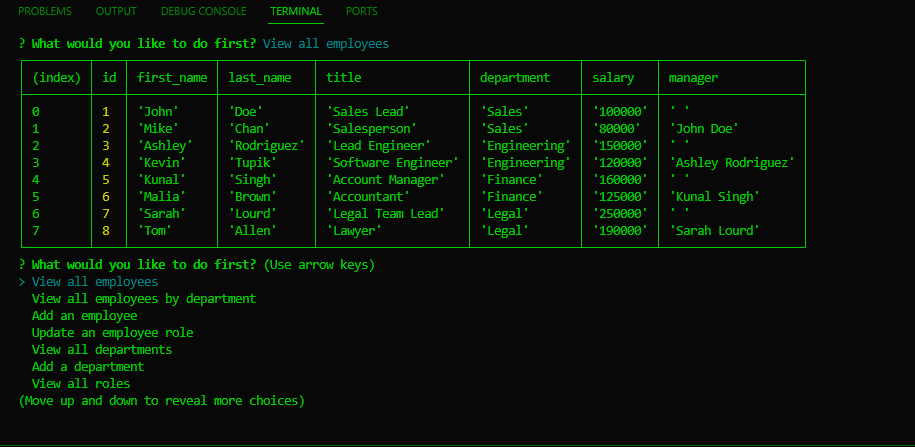 PROBLEMS OUTPUT DEBUG CONSOLE TERMINAL PORTS
? What would you like to do first? View all employees
(index) id first_name last_name title department salary manager
0 1 'John' 'Doe' 'Sales Lead' 'Sales' '100000' ' '
1 2 'Mike' 'Chan' 'Salesperson' 'Sales' '80000' 'John Doe'
2 3 'Ashley' 'Rodriguez' 'Lead Engineer' 'Engineering' '150000' ' '
3 4 'Kevin' 'Tupik' 'Software Engineer' 'Engineering' '120000' 'Ashley Rodriguez'
4 5 'Kunal' 'Singh' 'Account Manager' 'Finance' '160000' ' '
5 6 'Malia' 'Brown' 'Accountant' 'Finance' '125000' 'Kunal Singh'
6 7 'Sarah' 'Lourd' 'Legal Team Lead' 'Legal' '250000' ' '
7 8 'Tom' 'Allen' 'Lawyer' 'Legal' '190000' 'Sarah Lourd'
? What would you like to do first? (Use arrow keys)
> View all employees
View all employees by department
Add an employee
Update an employee role
View all departments
Add a department
View all roles
(Move up and down to reveal more choices)